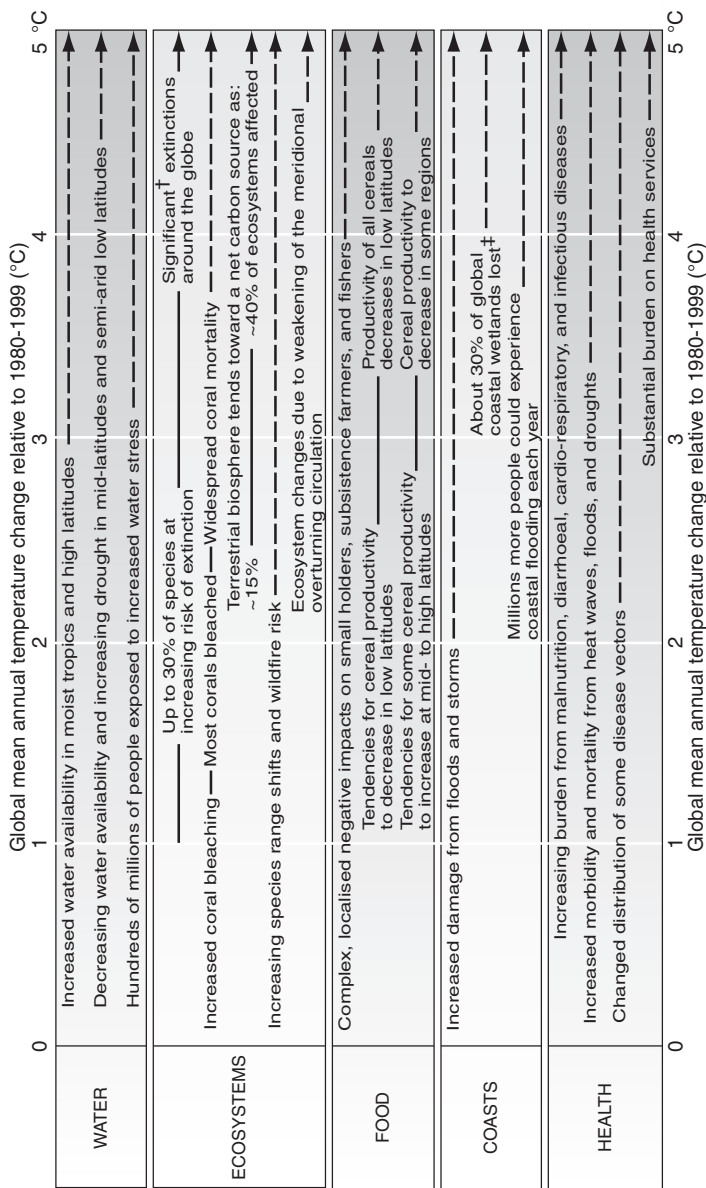 Global mean annual temperature change relative to 1980-1999 (°C)
0 1 2 3 4 5 °C
WATER
Increased water availability in moist tropics and high latitudes
Decreasing water availability and increasing drought in mid-latitudes and semi-arid low latitudes
Hundreds of millions of people exposed to increased water stress
ECOSYSTEMS
Up to 30% of species at
increasing risk of extinction
Significant† extinctions
around the globe
Increased coral bleaching
Most corals bleached
Widespread coral mortality
Terrestrial biosphere tends toward a net carbon source as:
~15%
~40% of ecosystems affected
Increasing species range shifts and wildfire risk
Ecosystem changes due to weakening of the meridional
overturning circulation
FOOD
Complex, localised negative impacts on small holders, subsistence farmers, and fishers
Tendencies for cereal productivity
to decrease in low latitudes
Productivity of all cereals
decreases in low latitudes
Tendencies for some cereal productivity
to increase at mid- to high latitudes
Cereal productivity to
decrease in some regions
COASTS
Increased damage from floods and storms
About 30% of global
coastal wetlands lost‡
Millions more people could experience
coastal flooding each year
HEALTH
Increasing burden from malnutrition, diarrhoeal, cardio-respiratory, and infectious diseases
Increased morbidity and mortality from heat waves, floods, and droughts
Changed distribution of some disease vectors
Substantial burden on health services
0 1 2 3 4 5 °C
Global mean annual temperature change relative to 1980-1999 (°C)